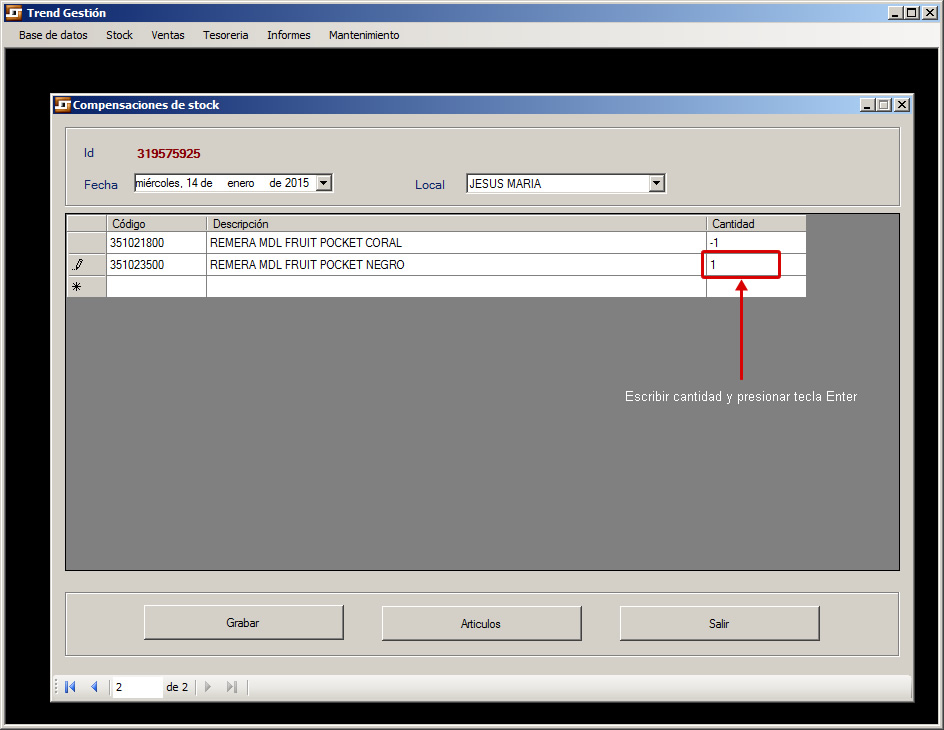 Trend Gestión
Base de datos Stock Ventas Tesoreria Informes Mantenimiento
Compensaciones de stock
Id 319575925
Fecha miércoles, 14 de enero de 2015 Local JESUS MARIA
Código Descripción Cantidad
351021800 REMERA MDL FRUIT POCKET CORAL -1
351023500 REMERA MDL FRUIT POCKET NEGRO 1
Escribir cantidad y presionar tecla Enter
Grabar Articulos Salir
2 de 2